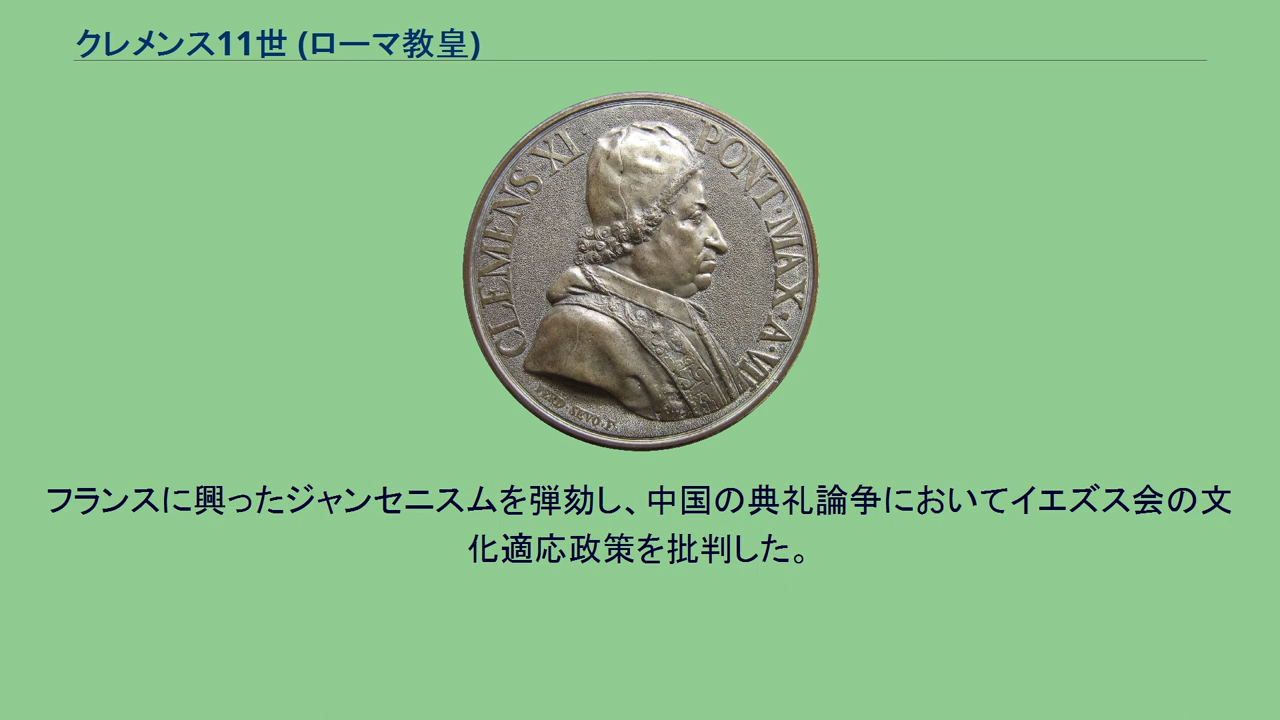 クレメンス11世 (ローマ教皇)
CLEMENS XI · PONT · MAX · A · VII
フランスに興ったジャンセニスムを弾劾し、中国の典礼論争においてイエズス会の文
化適応政策を批判した。